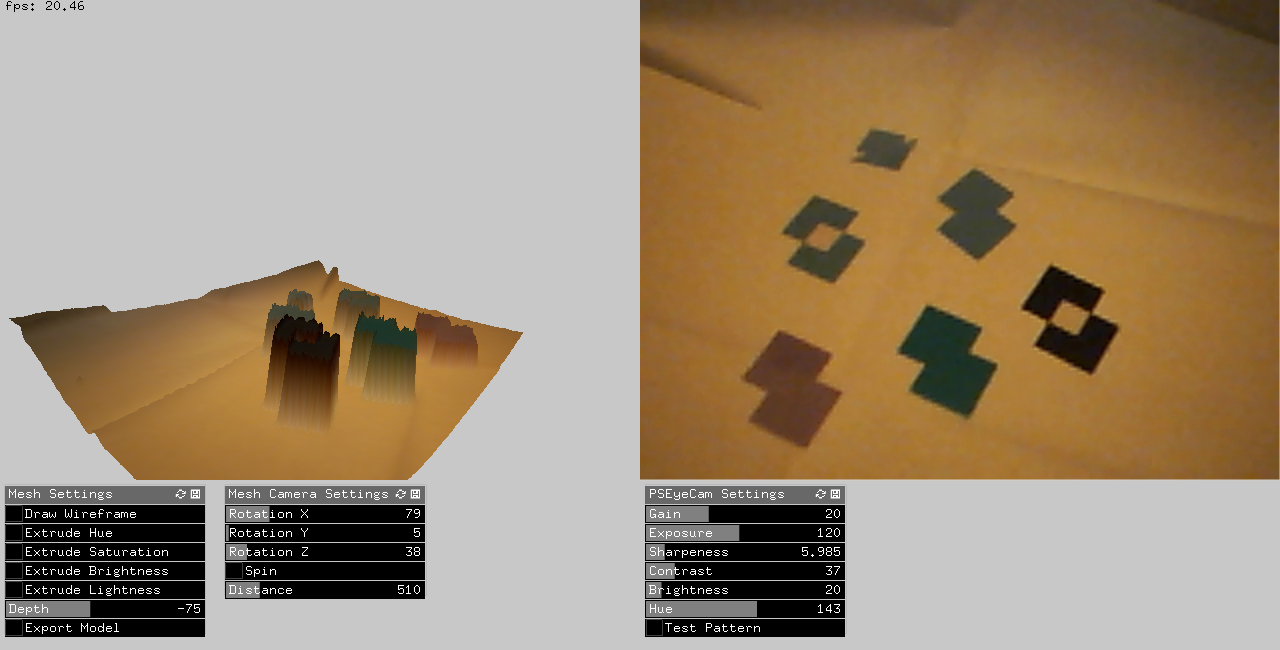 fps: 20.46
Mesh Settings
Draw Wireframe
Extrude Hue
Extrude Saturation
Extrude Brightness
Extrude Lightness
Depth -75
Export Model
Mesh Camera Settings
Rotation X 79
Rotation Y 5
Rotation Z 38
Spin
Distance 510
PSEyeCam Settings
Gain 20
Exposure 120
Sharpeness 5.985
Contrast 37
Brightness 20
Hue 143
Test Pattern